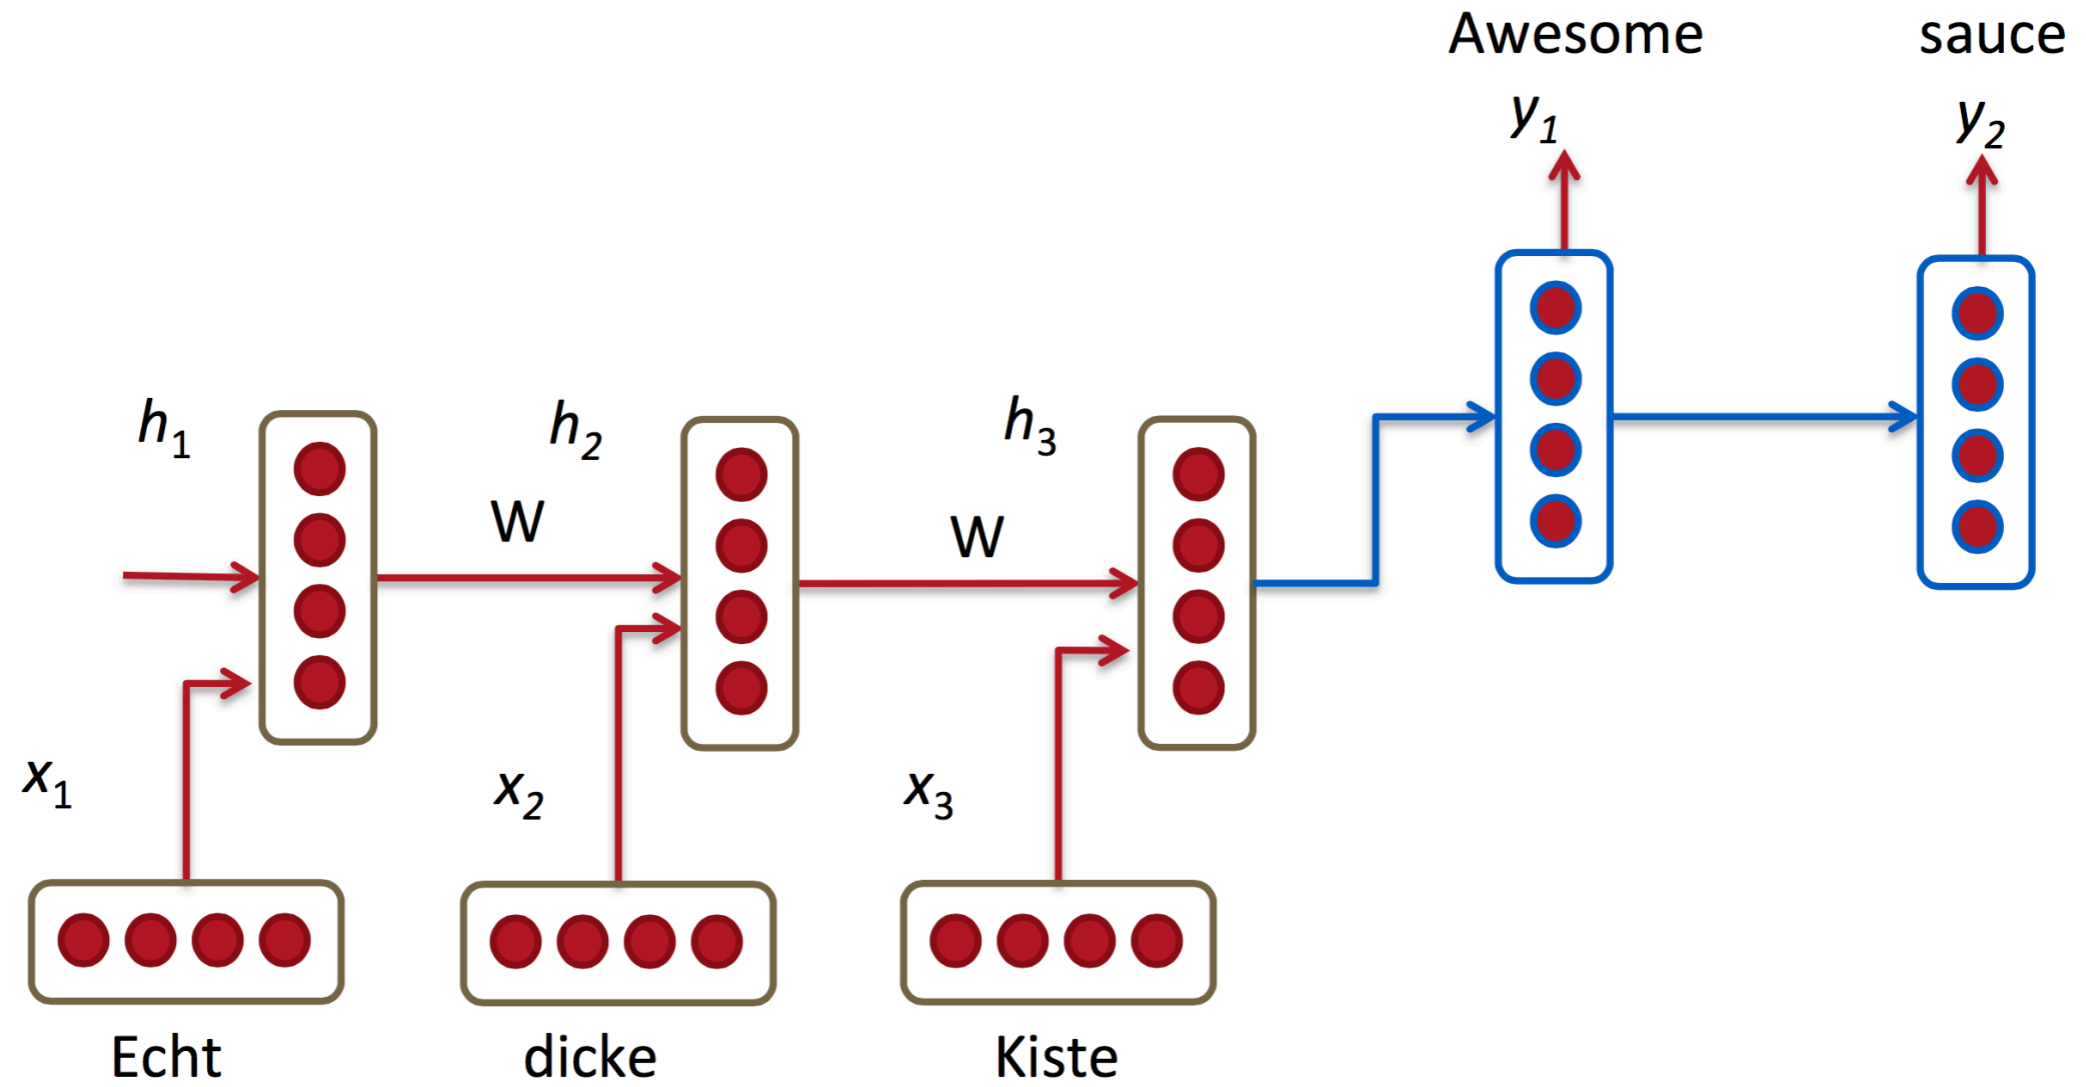 Awesome sauce
y1 y2
h1 h2 h3
W W
x1 x2 x3
Echt dicke Kiste